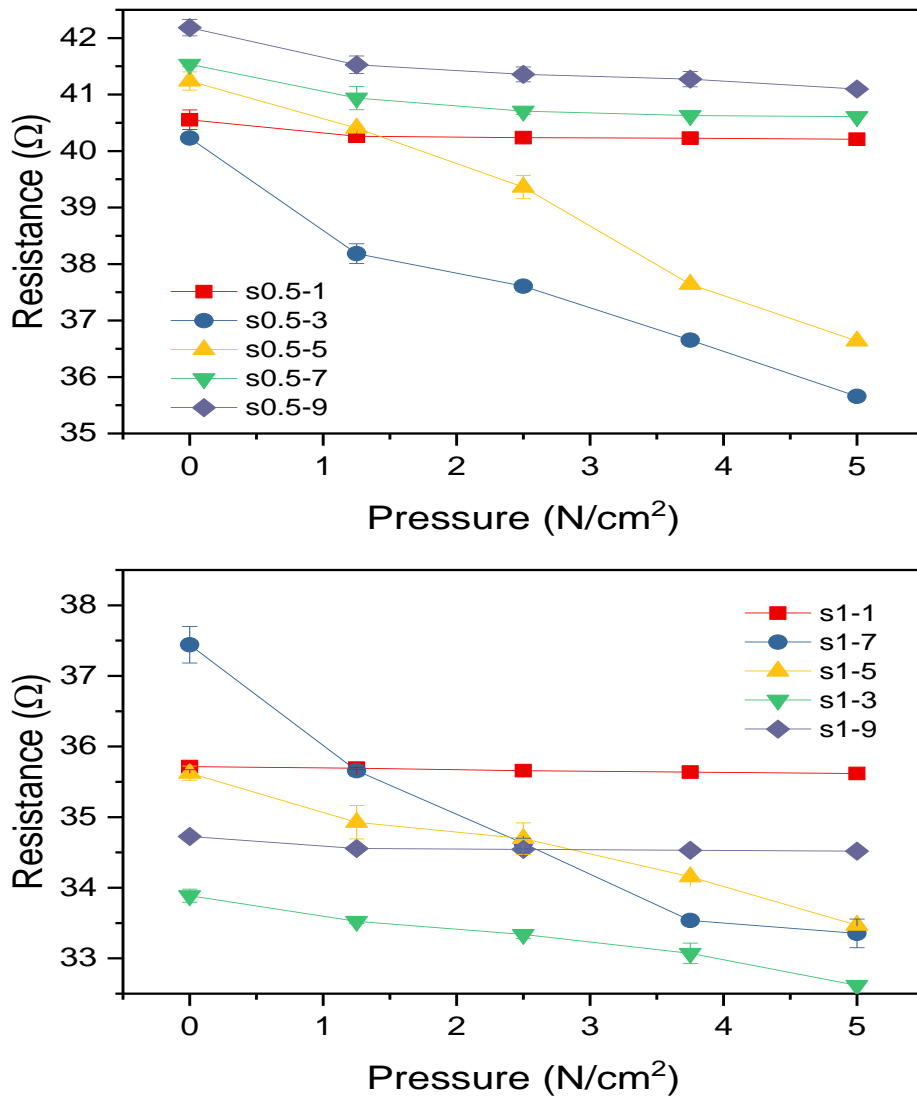 42
41
40
39
38
37
36
35
Resistance (Ω)
s0.5-1
s0.5-3
s0.5-5
s0.5-7
s0.5-9
0 1 2 3 4 5
Pressure (N/cm²)
38
37
36
35
34
33
Resistance (Ω)
s1-1
s1-7
s1-5
s1-3
s1-9
0 1 2 3 4 5
Pressure (N/cm²)